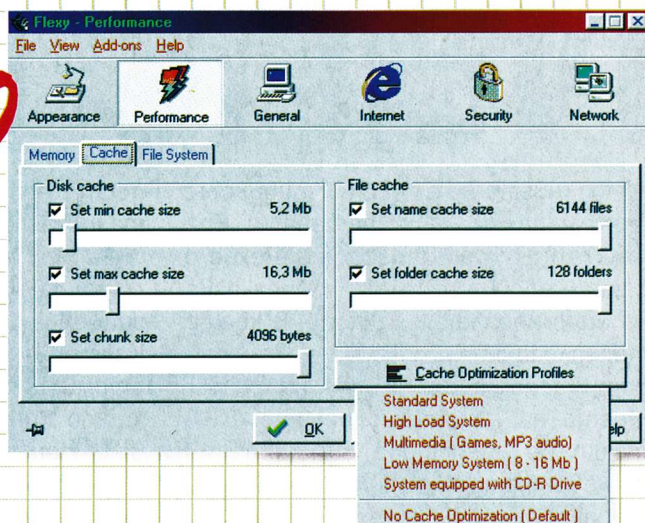 Flexy - Performance
File View Add-ons Help
Appearance Performance General Internet Security Network
Memory Cache File System
Disk cache
Set min cache size 5,2 Mb
Set max cache size 16,3 Mb
Set chunk size 4096 bytes
File cache
Set name cache size 6144 files
Set folder cache size 128 folders
Cache Optimization Profiles
OK
elp
Standard System
High Load System
Multimedia ( Games, MP3 audio)
Low Memory System ( 8 - 16 Mb )
System equipped with CD-R Drive
No Cache Optimization ( Default )